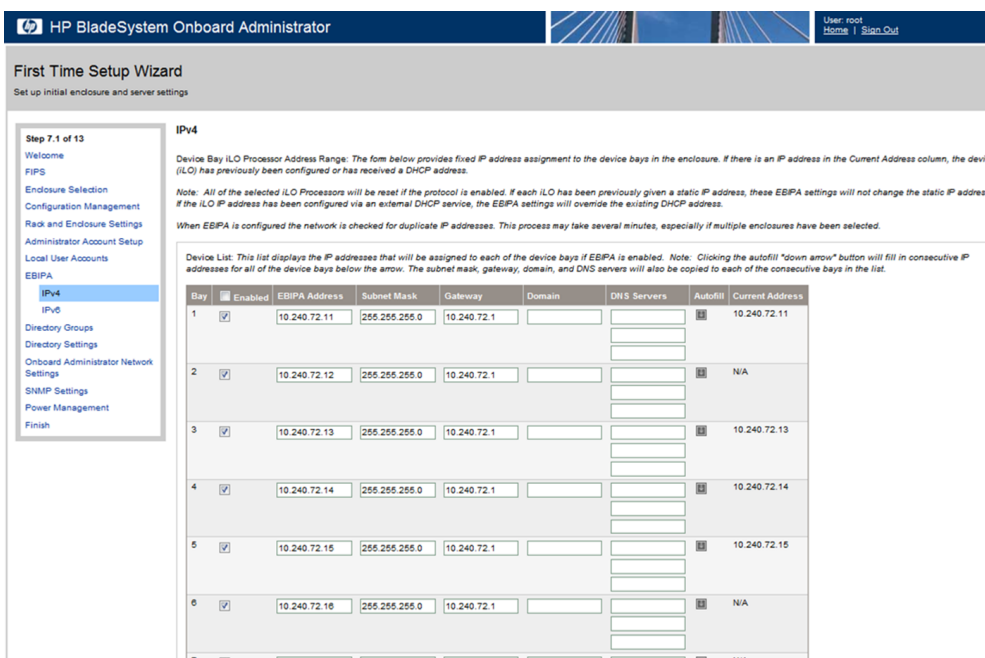 hp HP BladeSystem Onboard Administrator
User: root
Home | Sign Out
First Time Setup Wizard
Set up initial enclosure and server settings
Step 7.1 of 13
Welcome
FIPS
Enclosure Selection
Configuration Management
Rack and Enclosure Settings
Administrator Account Setup
Local User Accounts
EBIPA
IPv4
IPv6
Directory Groups
Directory Settings
Onboard Administrator Network
Settings
SNMP Settings
Power Management
Finish
IPv4
Device Bay iLO Processor Address Range: The form below provides fixed IP address assignment to the device bays in the enclosure. If there is an IP address in the Current Address column, the devi
(iLO) has previously been configured or has received a DHCP address.
Note: All of the selected iLO Processors will be reset if the protocol is enabled. If each iLO has been previously given a static IP address, these EBIPA settings will not change the static IP addres
If the iLO IP address has been configured via an external DHCP service, the EBIPA settings will override the existing DHCP address.
When EBIPA is configured the network is checked for duplicate IP addresses. This process may take several minutes, especially if multiple enclosures have been selected.
Device List: This list displays the IP addresses that will be assigned to each of the device bays if EBIPA is enabled. Note: Clicking the autofill "down arrow" button will fill in consecutive IP
addresses for all of the device bays below the arrow. The subnet mask, gateway, domain, and DNS servers will also be copied to each of the consecutive bays in the list.
Bay Enabled EBIPA Address Subnet Mask Gateway Domain DNS Servers Autofill Current Address
1 10.240.72.11 255.255.255.0 10.240.72.1 10.240.72.11
2 10.240.72.12 255.255.255.0 10.240.72.1 N/A
3 10.240.72.13 255.255.255.0 10.240.72.1 10.240.72.13
4 10.240.72.14 255.255.255.0 10.240.72.1 10.240.72.14
5 10.240.72.15 255.255.255.0 10.240.72.1 10.240.72.15
6 10.240.72.16 255.255.255.0 10.240.72.1 N/A